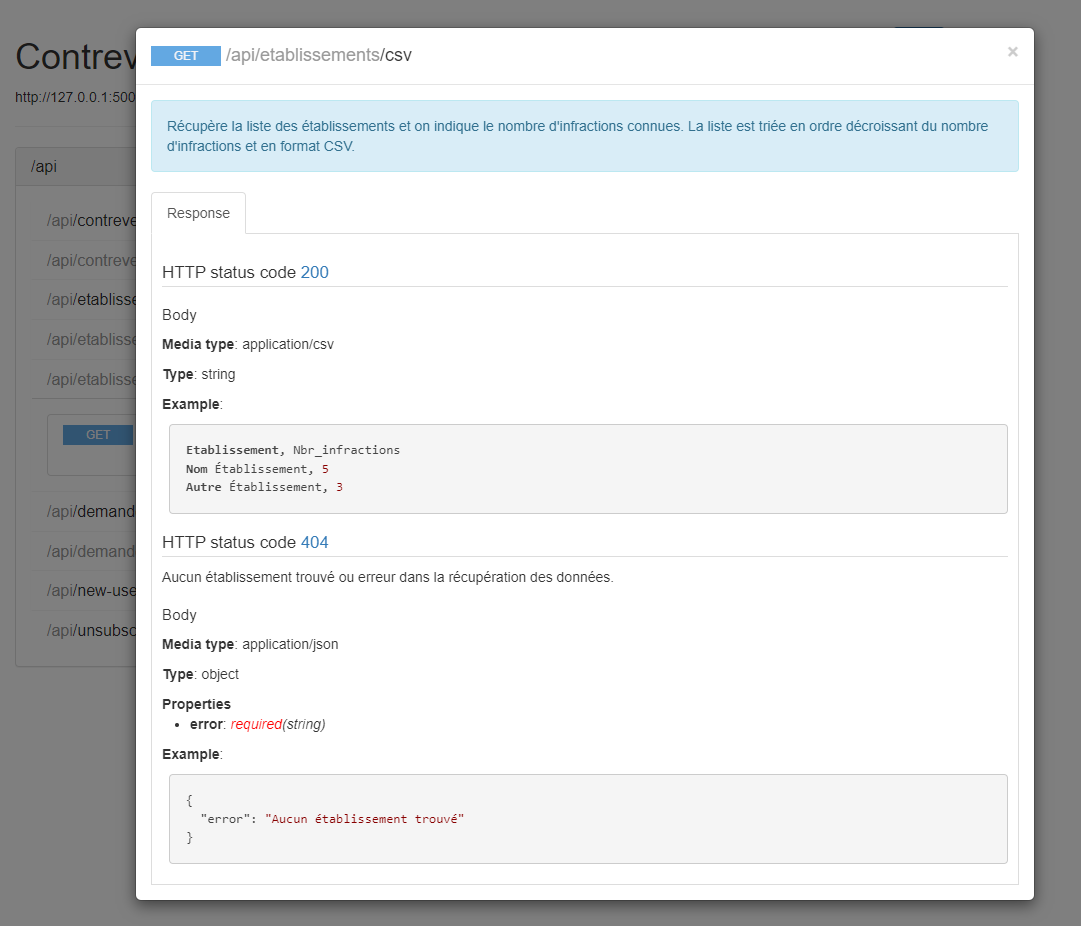 Contrev
http://127.0.0.1:500
/api
/api/contreve
/api/contreve
/api/etablisse
/api/etablisse
/api/etablisse
GET
/api/demand
/api/demand
/api/new-use
/api/unsubsc
GET /api/etablissements/csv ×
Récupère la liste des établissements et on indique le nombre d'infractions connues. La liste est triée en ordre décroissant du nombre
d'infractions et en format CSV.
Response
HTTP status code 200
Body
Media type: application/csv
Type: string
Example:
Etablissement, Nbr_infractions
Nom Établissement, 5
Autre Établissement, 3
HTTP status code 404
Aucun établissement trouvé ou erreur dans la récupération des données.
Body
Media type: application/json
Type: object
Properties
• error: required(string)
Example:
{
"error": "Aucun établissement trouvé"
}